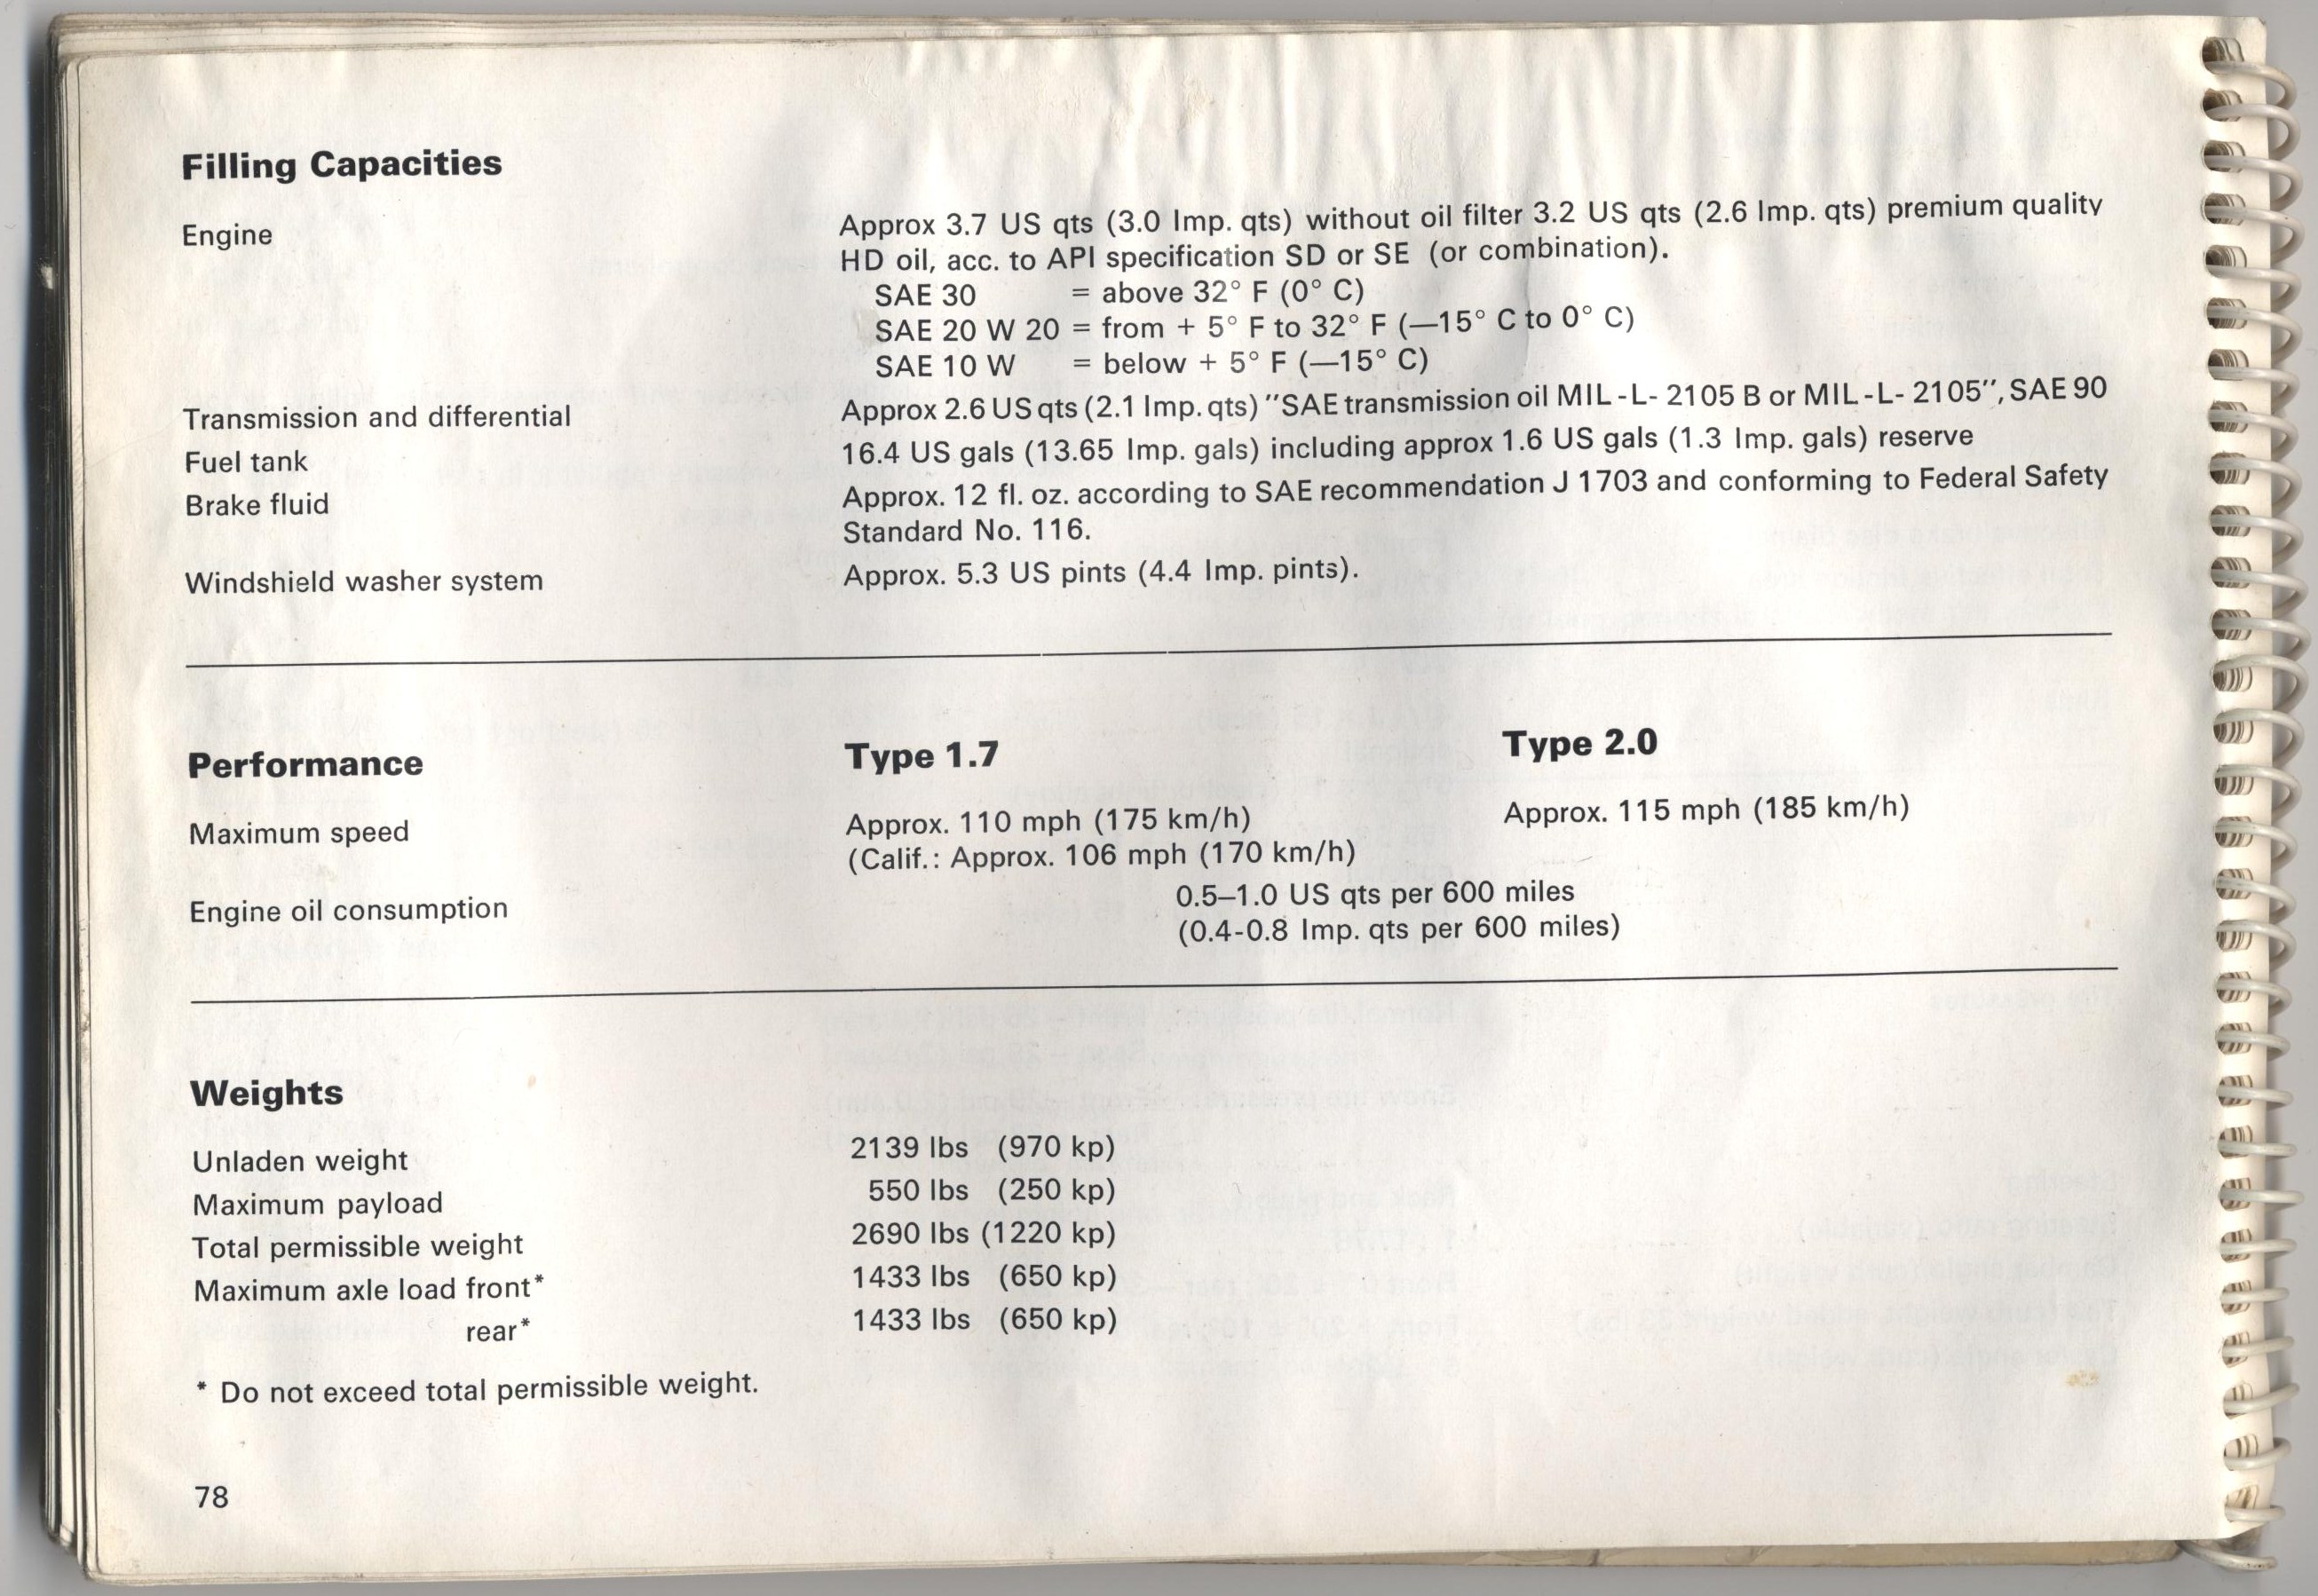 Filling Capacities
Engine Approx 3.7 US qts (3.0 Imp. qts) without oil filter 3.2 US qts (2.6 Imp. qts) premium quality
HD oil, acc. to API specification SD or SE (or combination).
SAE 30 = above 32° F (0° C)
SAE 20 W 20 = from + 5° F to 32° F (—15° C to 0° C)
SAE 10 W = below + 5° F (—15° C)
Transmission and differential Approx 2.6 US qts (2.1 Imp. qts) "SAE transmission oil MIL-L- 2105 B or MIL-L- 2105", SAE 90
Fuel tank 16.4 US gals (13.65 Imp. gals) including approx 1.6 US gals (1.3 Imp. gals) reserve
Brake fluid Approx. 12 fl. oz. according to SAE recommendation J 1703 and conforming to Federal Safety
Standard No. 116.
Windshield washer system Approx. 5.3 US pints (4.4 Imp. pints).
Performance Type 1.7 Type 2.0
Maximum speed Approx. 110 mph (175 km/h) Approx. 115 mph (185 km/h)
(Calif.: Approx. 106 mph (170 km/h)
Engine oil consumption 0.5–1.0 US qts per 600 miles
(0.4-0.8 Imp. qts per 600 miles)
Weights
Unladen weight 2139 lbs (970 kp)
Maximum payload 550 lbs (250 kp)
Total permissible weight 2690 lbs (1220 kp)
Maximum axle load front* 1433 lbs (650 kp)
rear* 1433 lbs (650 kp)
* Do not exceed total permissible weight.
78